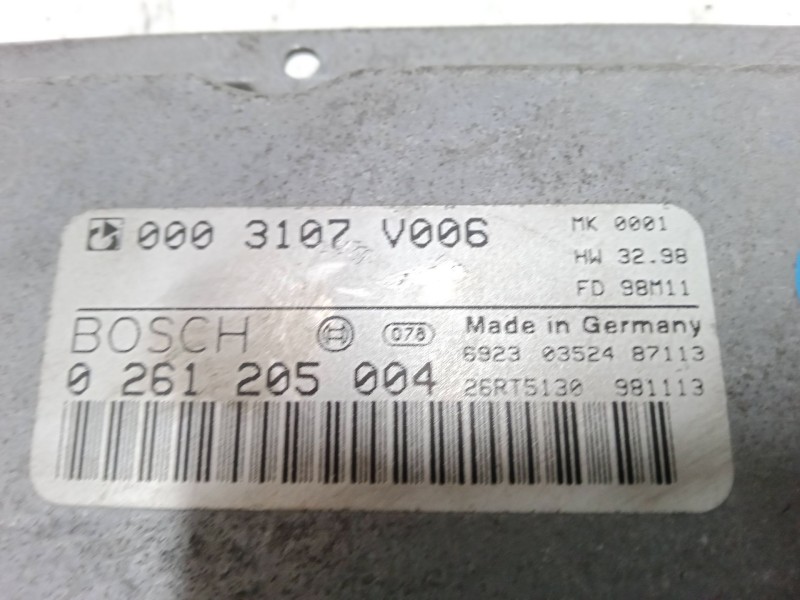 000 3107 V006
MK 0001
HW 32.98
FD 98M11
BOSCH
078
Made in Germany
6923 03524 87113
0 261 205 004
26RT5130 981113